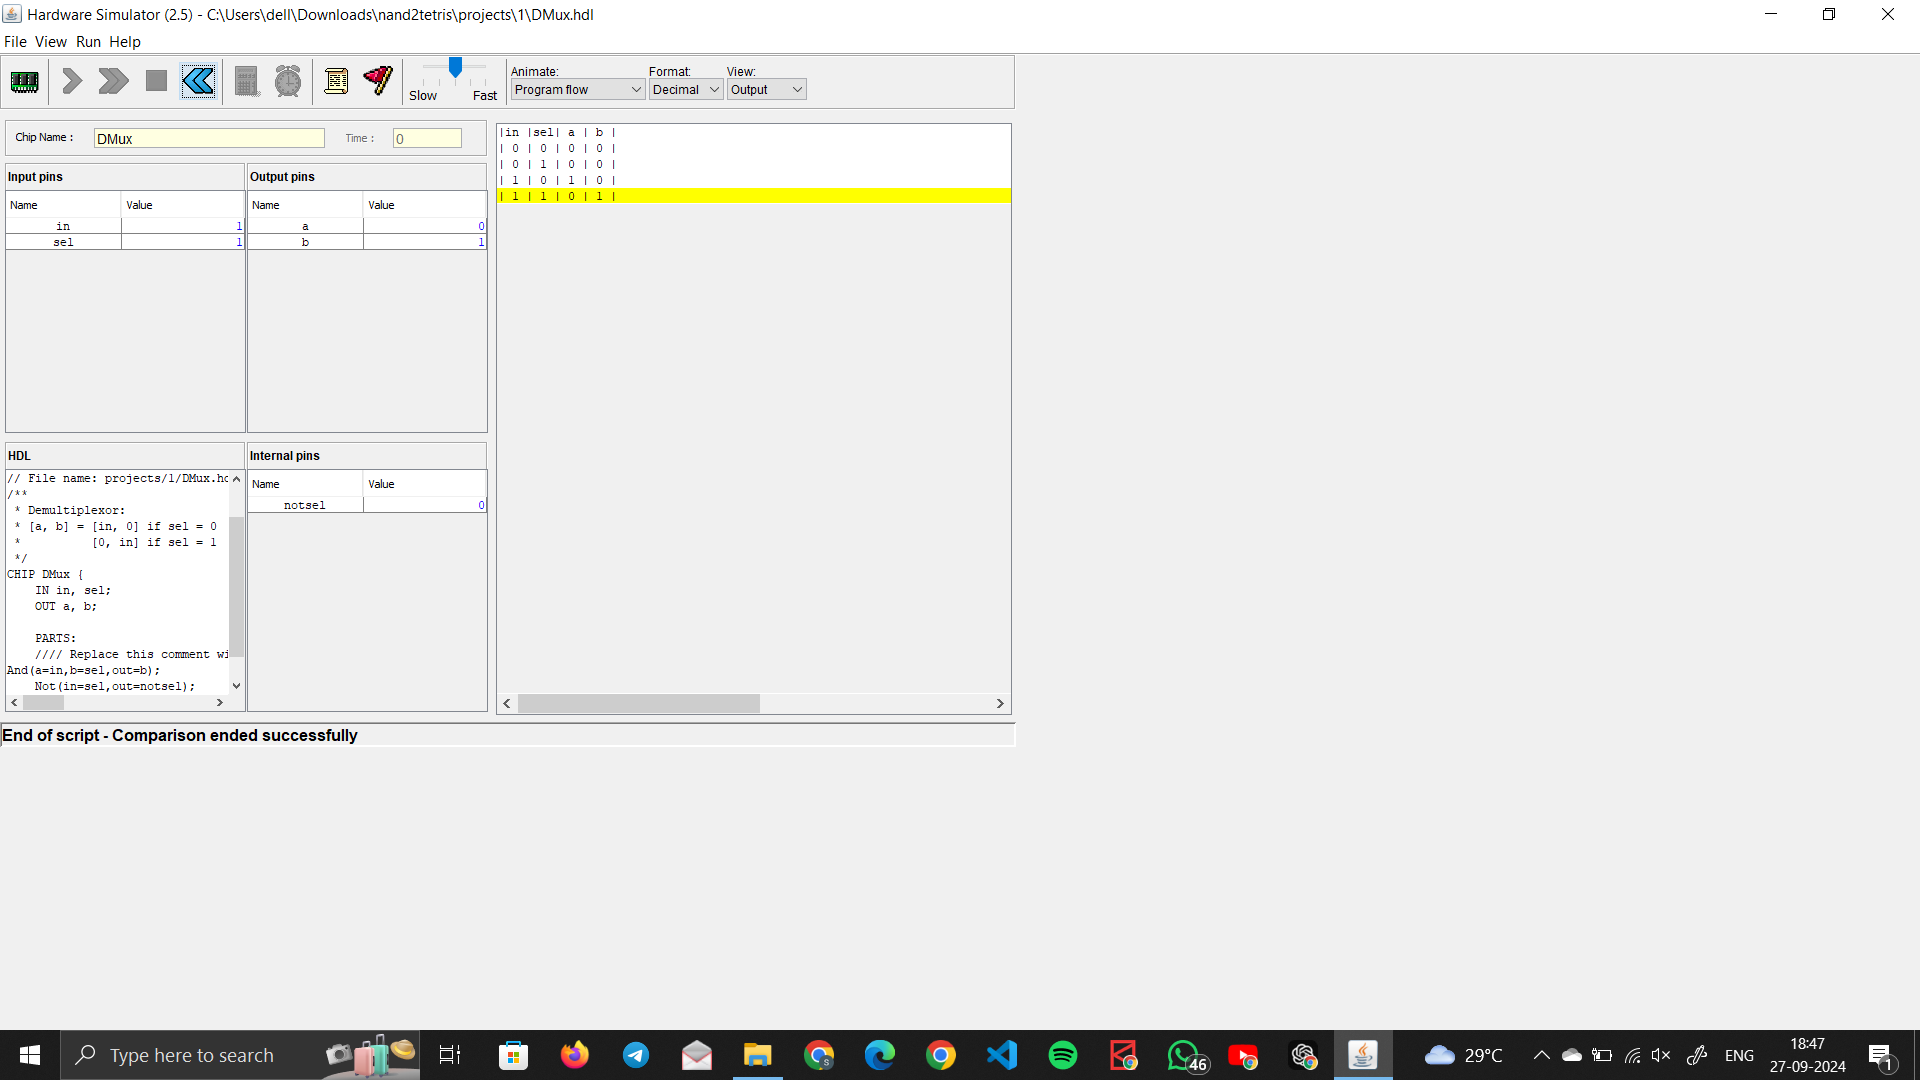 Hardware Simulator (2.5) - C:\Users\dell\Downloads\nand2tetris\projects\1\DMux.hdl
File View Run Help
Slow Fast
Animate: Format: View:
Program flow Decimal Output
Chip Name : DMux Time : 0
Input pins Output pins
Name Value Name Value
in 1 a 0
sel 1 b 1
|in |sel| a | b |
| 0 | 0 | 0 | 0 |
| 0 | 1 | 0 | 0 |
| 1 | 0 | 1 | 0 |
| 1 | 1 | 0 | 1 |
HDL
// File name: projects/1/DMux.hd
/**
* Demultiplexor:
* [a, b] = [in, 0] if sel = 0
* [0, in] if sel = 1
*/
CHIP DMux {
IN in, sel;
OUT a, b;
PARTS:
//// Replace this comment wi
And(a=in,b=sel,out=b);
Not(in=sel,out=notsel);
Internal pins
Name Value
notsel 0
End of script - Comparison ended successfully
Type here to search
S
46
29°C
ENG
18:47
27-09-2024
1